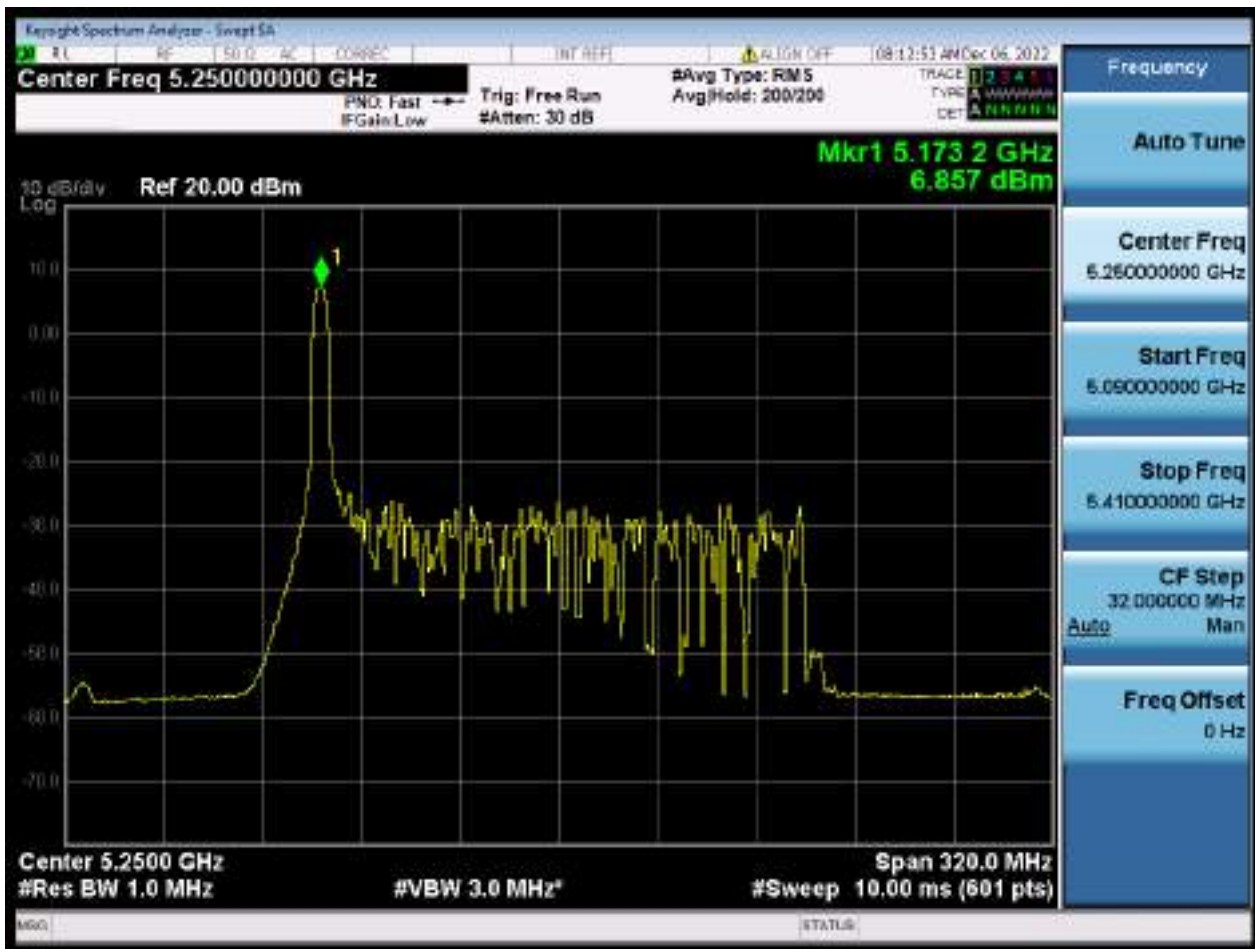 Keysight Spectrum Analyzer - Swept SA
RL RF 50 Ω AC CORREC INT REF ALIGN OFF 08:12:53 AM Dec 06, 2022
Center Freq 5.250000000 GHz
PNO: Fast
IFGain:Low
Trig: Free Run
#Atten: 30 dB
#Avg Type: RMS
Avg|Hold: 200/200
TRACE 1 2 3 4 5 6
TYPE A
DET A N N N N N
Mkr1 5.173 2 GHz
6.857 dBm
10 dB/div Ref 20.00 dBm
Log
1
10.0
0.00
-10.0
-20.0
-30.0
-40.0
-50.0
-60.0
-70.0
Center 5.2500 GHz
Span 320.0 MHz
#Res BW 1.0 MHz
#VBW 3.0 MHz*
#Sweep 10.00 ms (601 pts)
MSG
STATUS
Frequency
Auto Tune
Center Freq
5.250000000 GHz
Start Freq
5.090000000 GHz
Stop Freq
5.410000000 GHz
CF Step
32.000000 MHz
Auto Man
Freq Offset
0 Hz